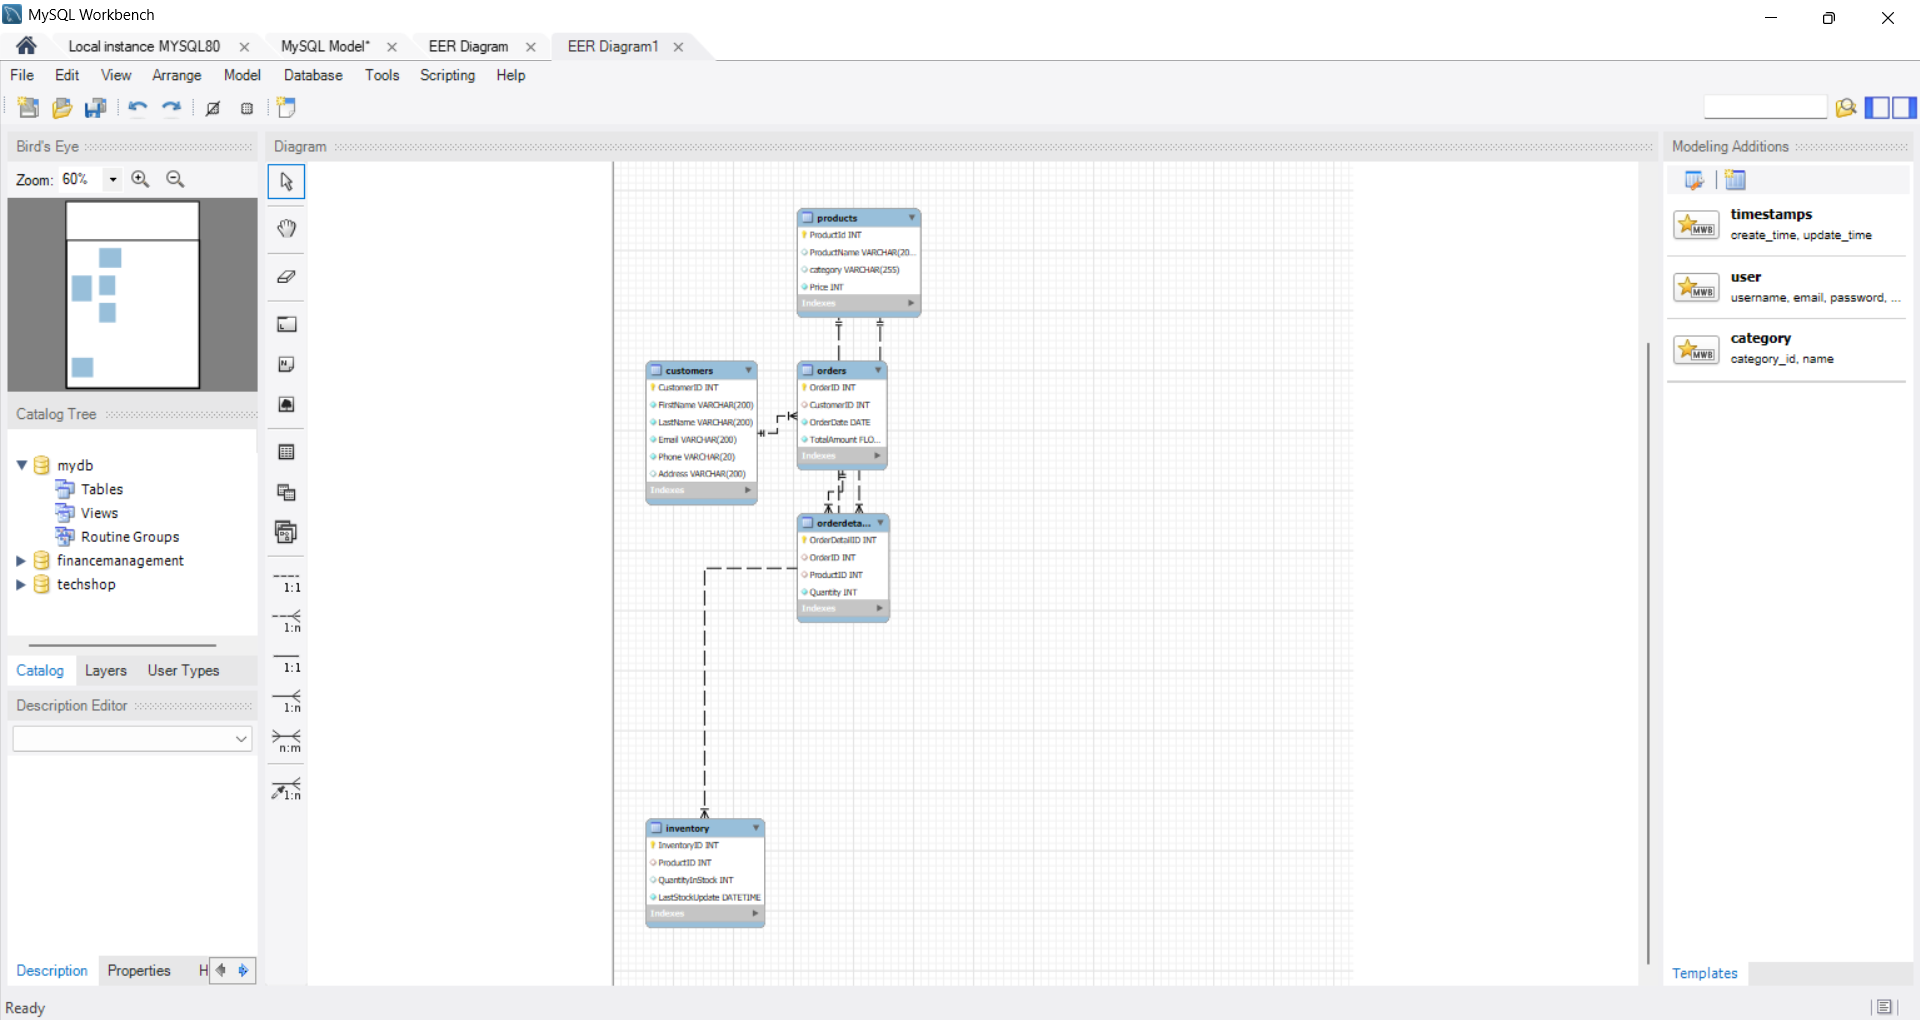 MySQL Workbench
Local instance MYSQL80
MySQL Model*
EER Diagram
EER Diagram1
File Edit View Arrange Model Database Tools Scripting Help
Bird's Eye
Zoom: 60%
Catalog Tree
mydb
Tables
Views
Routine Groups
financemanagement
techshop
Catalog Layers User Types
Description Editor
Description Properties H
Ready
Diagram
1:1
1:n
1:1
1:n
n:m
1:n
products
ProductId INT
ProductName VARCHAR(20...
category VARCHAR(255)
Price INT
Indexes
customers
CustomerID INT
FirstName VARCHAR(200)
LastName VARCHAR(200)
Email VARCHAR(200)
Phone VARCHAR(20)
Address VARCHAR(200)
Indexes
orders
OrderID INT
CustomerID INT
OrderDate DATE
TotalAmount FLO...
Indexes
orderdeta...
OrderDetailID INT
OrderID INT
ProductID INT
Quantity INT
Indexes
inventory
InventoryID INT
ProductID INT
QuantityInStock INT
LastStockUpdate DATETIME
Indexes
Modeling Additions
MWB
timestamps
create_time, update_time
MWB
user
username, email, password, ...
MWB
category
category_id, name
Templates